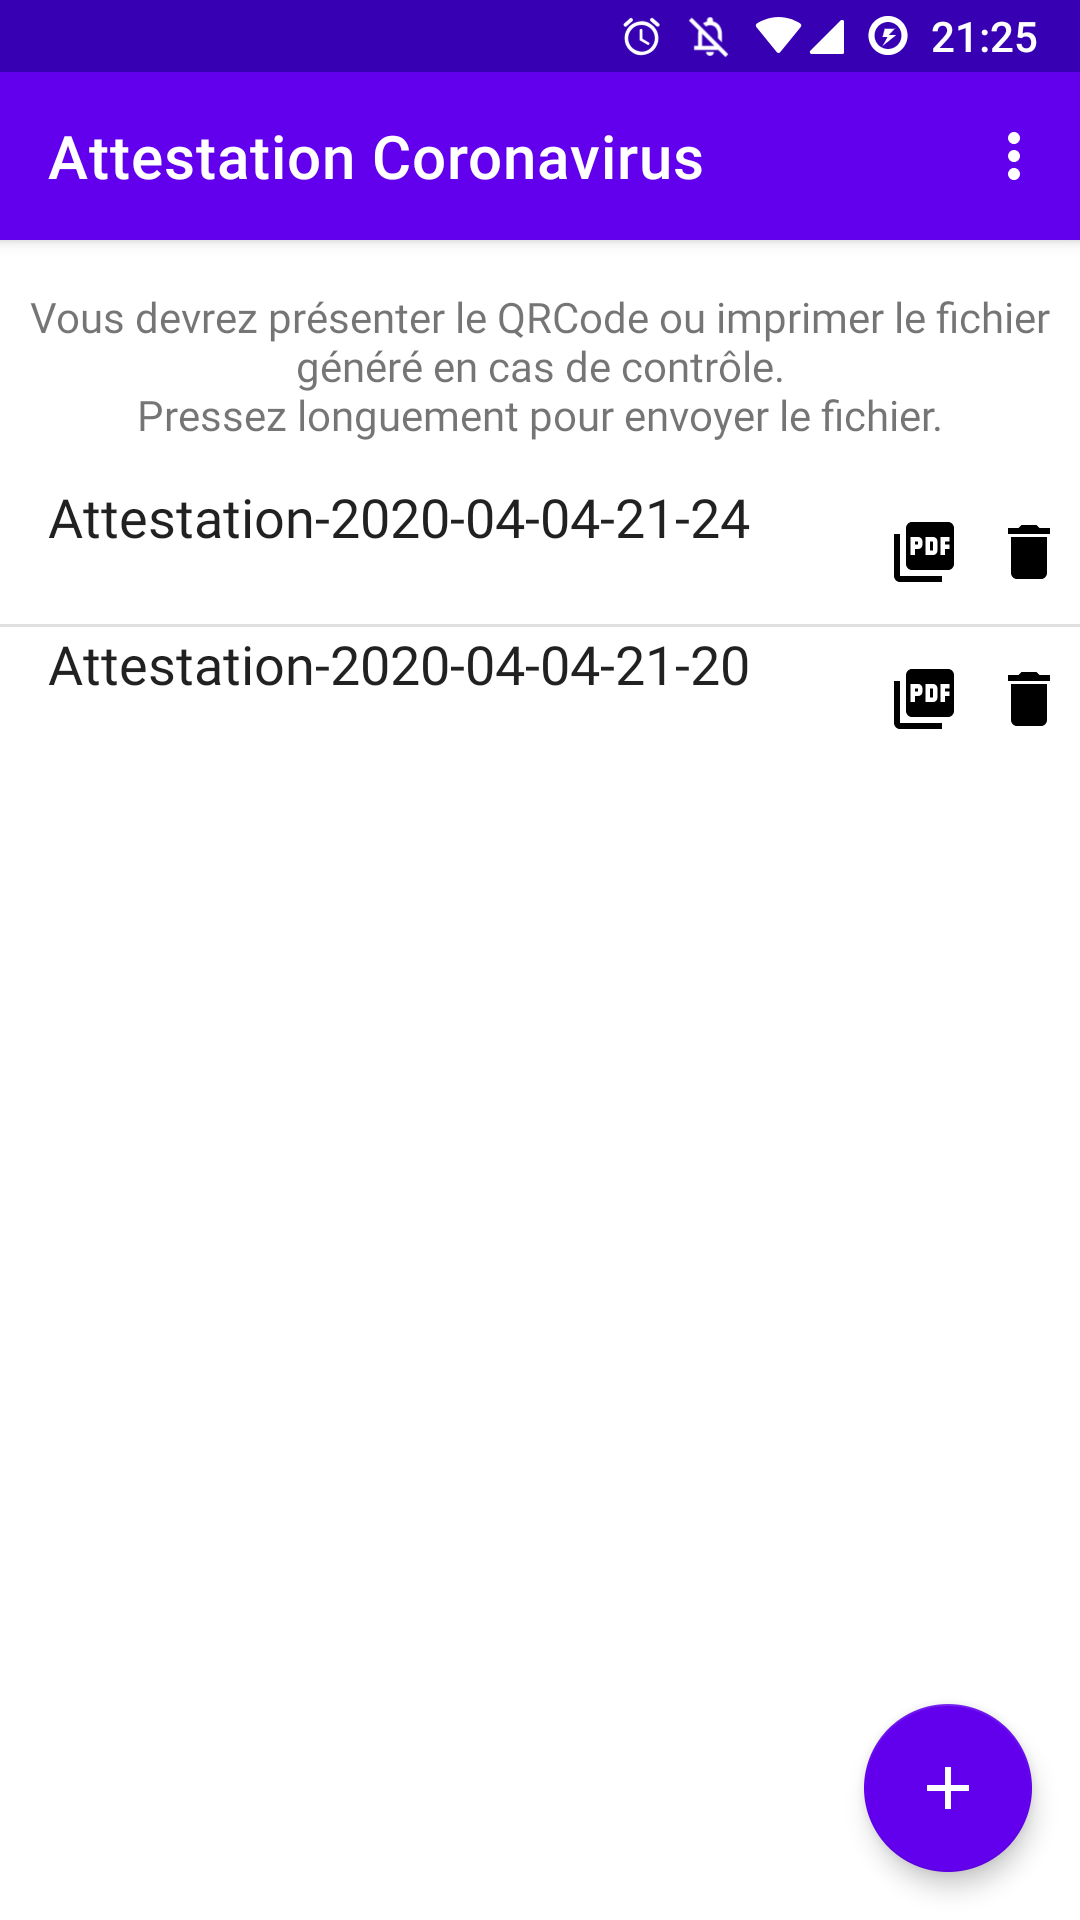 21:25
Attestation Coronavirus
Vous devrez présenter le QRCode ou imprimer le fichier
généré en cas de contrôle.
Pressez longuement pour envoyer le fichier.
Attestation-2020-04-04-21-24
PDF
Attestation-2020-04-04-21-20
PDF